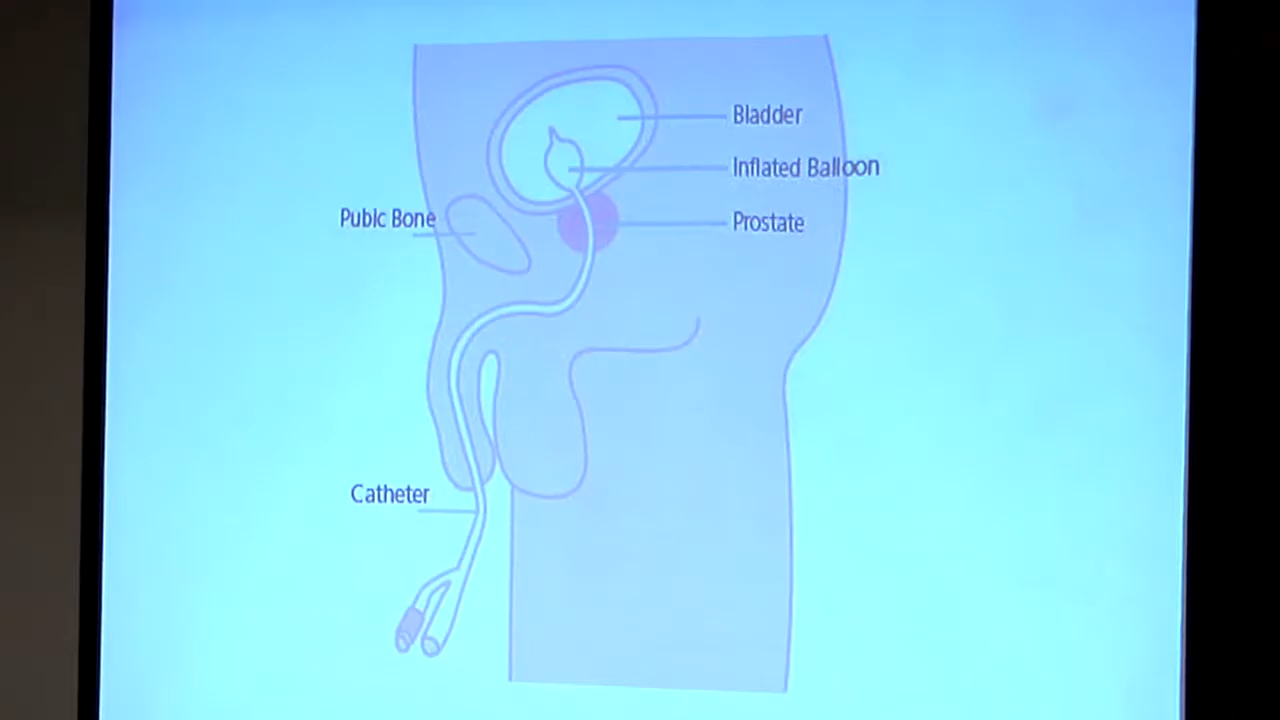 Bladder
Inflated Balloon
Pubic Bone
Prostate
Catheter